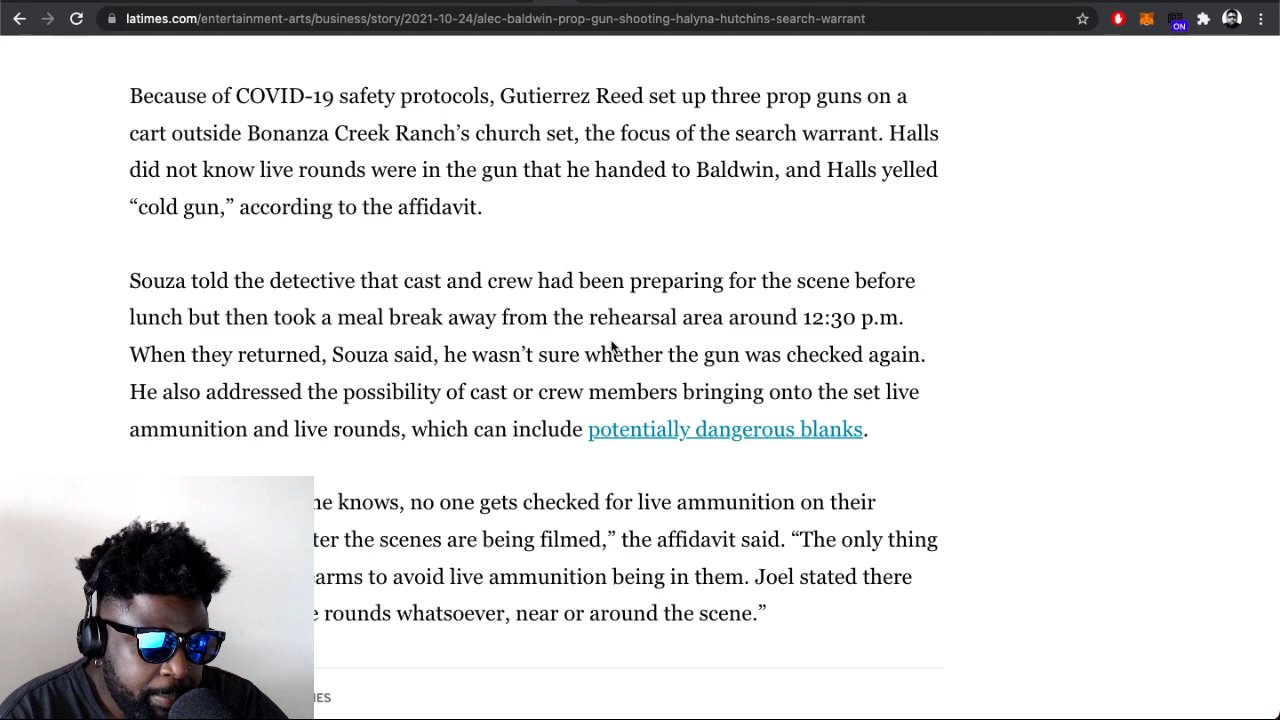 latimes.com/entertainment-arts/business/story/2021-10-24/alec-baldwin-prop-gun-shooting-halyna-hutchins-search-warrant
ON
Because of COVID-19 safety protocols, Gutierrez Reed set up three prop guns on a
cart outside Bonanza Creek Ranch’s church set, the focus of the search warrant. Halls
did not know live rounds were in the gun that he handed to Baldwin, and Halls yelled
“cold gun,” according to the affidavit.
Souza told the detective that cast and crew had been preparing for the scene before
lunch but then took a meal break away from the rehearsal area around 12:30 p.m.
When they returned, Souza said, he wasn’t sure whether the gun was checked again.
He also addressed the possibility of cast or crew members bringing onto the set live
ammunition and live rounds, which can include potentially dangerous blanks.
knows, no one gets checked for live ammunition on their
the scenes are being filmed,” the affidavit said. “The only thing
to avoid live ammunition being in them. Joel stated there
rounds whatsoever, near or around the scene.”